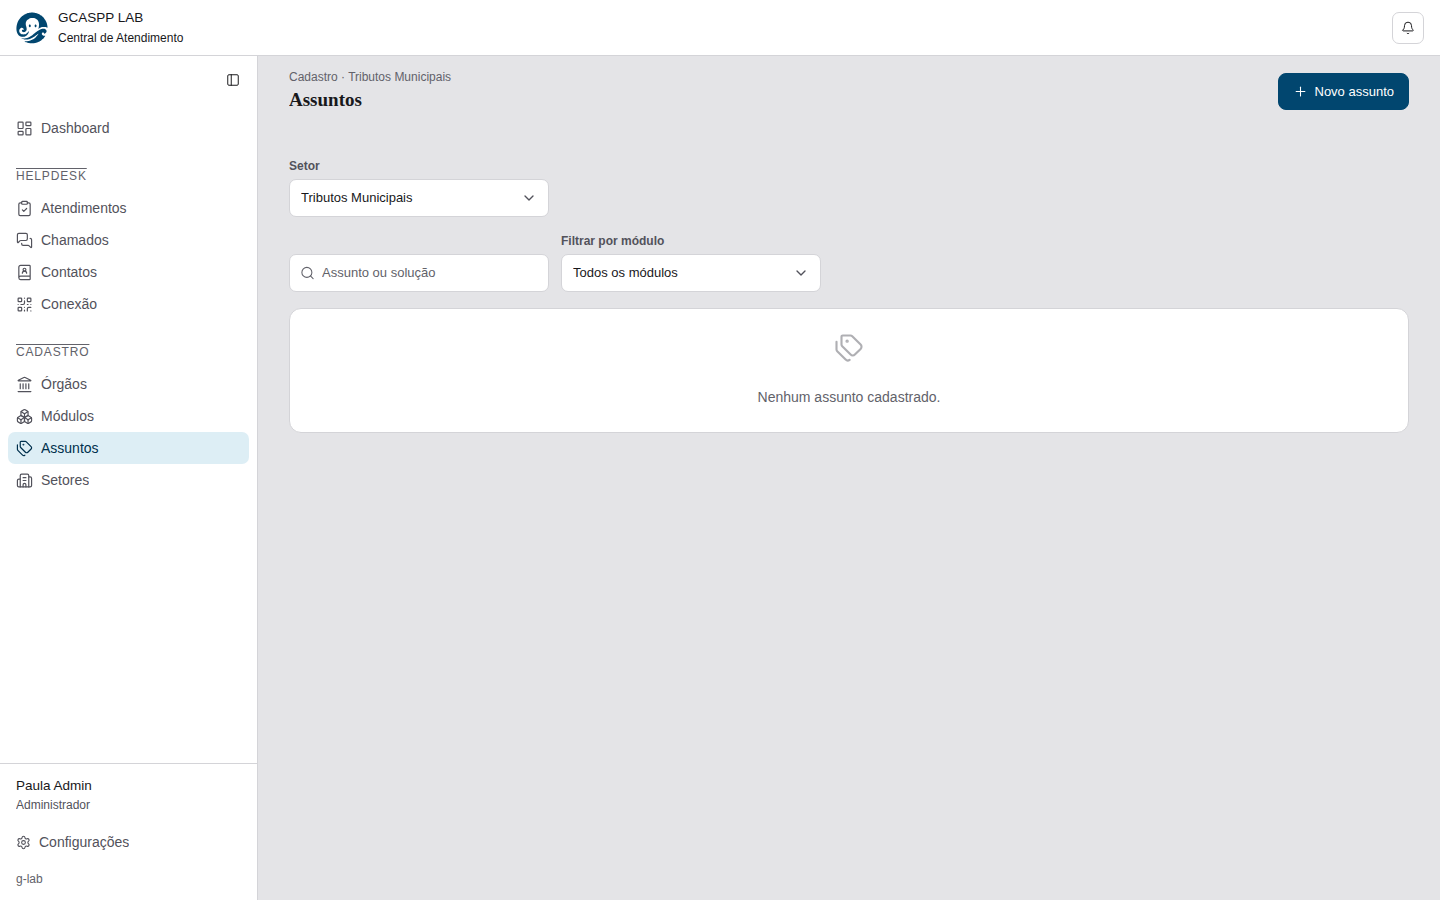 GCASPP LAB
Central de Atendimento
Dashboard
HELPDESK
Atendimentos
Chamados
Contatos
Conexão
CADASTRO
Órgãos
Módulos
Assuntos
Setores
Paula Admin
Administrador
Configurações
g-lab
Cadastro · Tributos Municipais
Assuntos
Novo assunto
Setor
Tributos Municipais
Filtrar por módulo
Assunto ou solução
Todos os módulos
Nenhum assunto cadastrado.